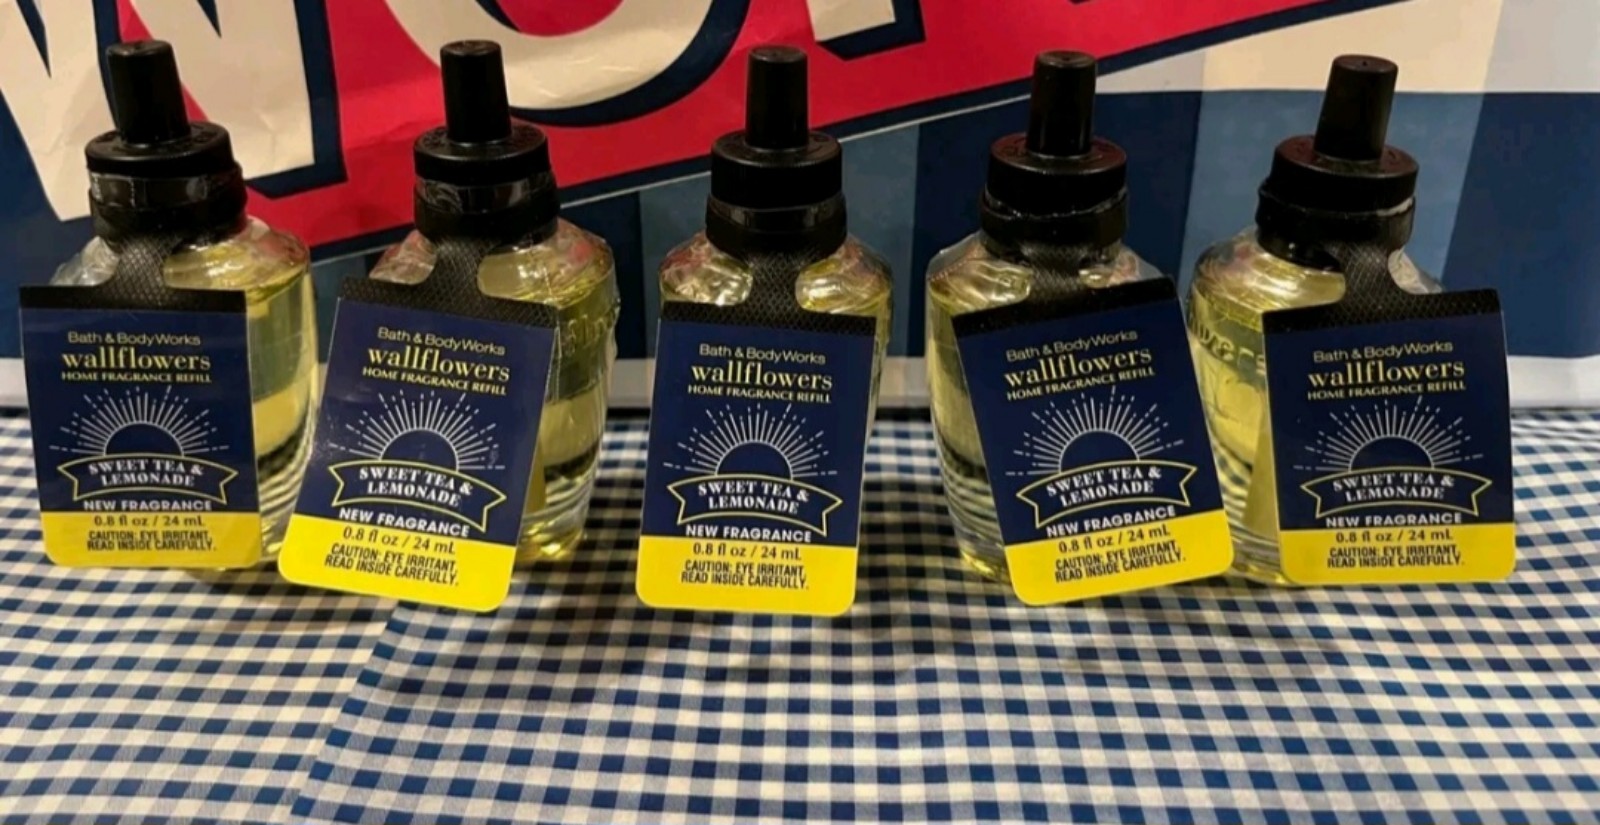 WO
Bath & Body Works
wallflowers
HOME FRAGRANCE REFILL
SWEET TEA &
LEMONADE
NEW FRAGRANCE
0.8 fl oz / 24 mL
CAUTION: EYE IRRITANT,
READ INSIDE CAREFULLY.
Bath & Body Works
wallflowers
HOME FRAGRANCE REFILL
SWEET TEA &
LEMONADE
NEW FRAGRANCE
0.8 fl oz / 24 mL
CAUTION: EYE IRRITANT,
READ INSIDE CAREFULLY.
Bath & Body Works
wallflowers
HOME FRAGRANCE REFILL
SWEET TEA &
LEMONADE
NEW FRAGRANCE
0.8 fl oz / 24 mL
CAUTION: EYE IRRITANT,
READ INSIDE CAREFULLY.
Bath & Body Works
wallflowers
HOME FRAGRANCE REFILL
SWEET TEA &
LEMONADE
NEW FRAGRANCE
0.8 fl oz / 24 mL
CAUTION: EYE IRRITANT,
READ INSIDE CAREFULLY.
Bath & Body Works
wallflowers
HOME FRAGRANCE REFILL
SWEET TEA &
LEMONADE
NEW FRAGRANCE
0.8 fl oz / 24 mL
CAUTION: EYE IRRITANT,
READ INSIDE CAREFULLY.